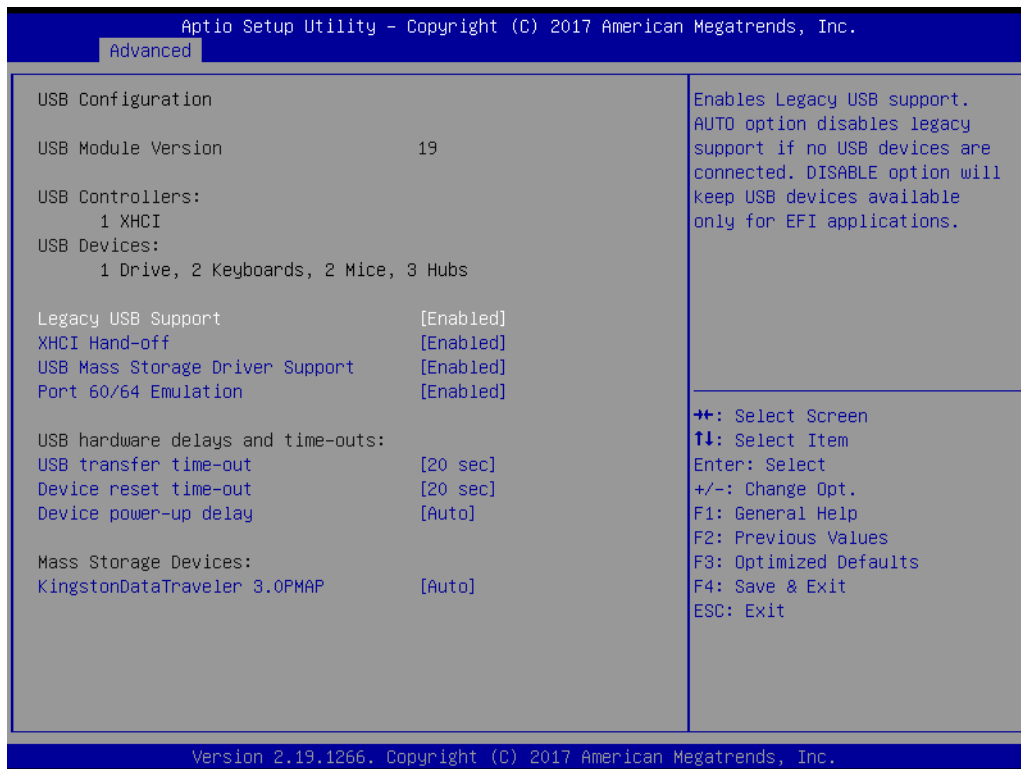 Aptio Setup Utility – Copyright (C) 2017 American Megatrends, Inc.
Advanced
USB Configuration
USB Module Version 19
USB Controllers:
1 XHCI
USB Devices:
1 Drive, 2 Keyboards, 2 Mice, 3 Hubs
Legacy USB Support [Enabled]
XHCI Hand-off [Enabled]
USB Mass Storage Driver Support [Enabled]
Port 60/64 Emulation [Enabled]
USB hardware delays and time-outs:
USB transfer time-out [20 sec]
Device reset time-out [20 sec]
Device power-up delay [Auto]
Mass Storage Devices:
KingstonDataTraveler 3.0PMAP [Auto]
Enables Legacy USB support.
AUTO option disables legacy
support if no USB devices are
connected. DISABLE option will
keep USB devices available
only for EFI applications.
→←: Select Screen
↑↓: Select Item
Enter: Select
+/-: Change Opt.
F1: General Help
F2: Previous Values
F3: Optimized Defaults
F4: Save & Exit
ESC: Exit
Version 2.19.1266. Copyright (C) 2017 American Megatrends, Inc.